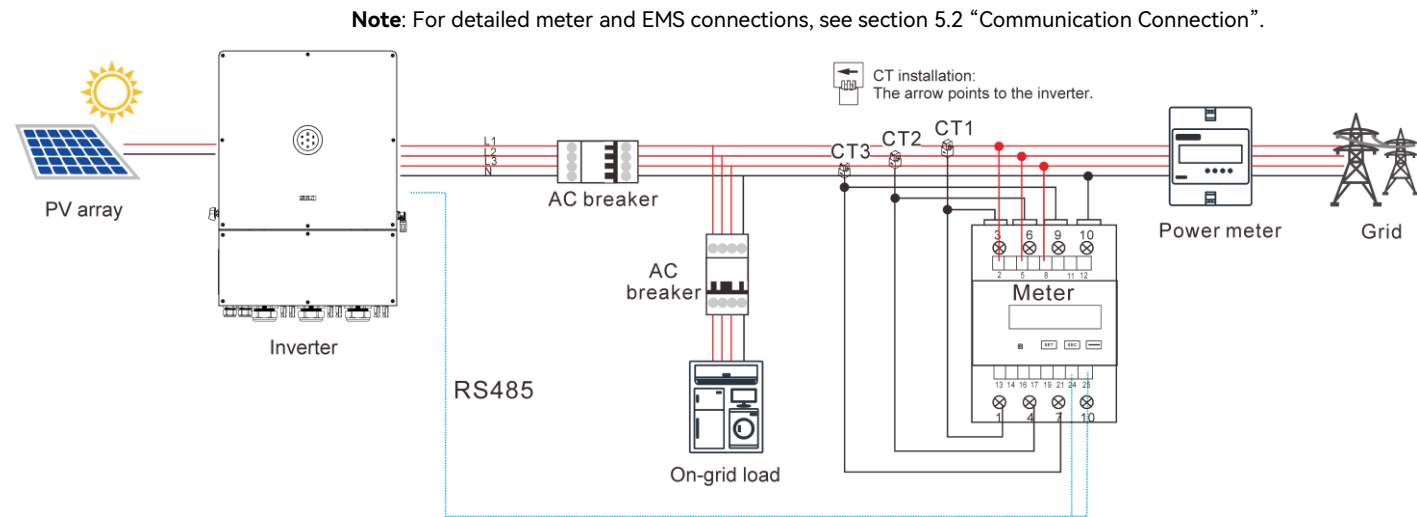 Note: For detailed meter and EMS connections, see section 5.2 “Communication Connection”.
CT installation:
The arrow points to the inverter.
PV array
Inverter
L1
L2
L3
N
AC breaker
AC
breaker
On-grid load
RS485
CT3
CT2
CT1
Power meter
Grid
3 6 9 10
2 5 8 11 12
Meter
SET SEC
13 14 16 17 19 21 24 25
1 4 7 10